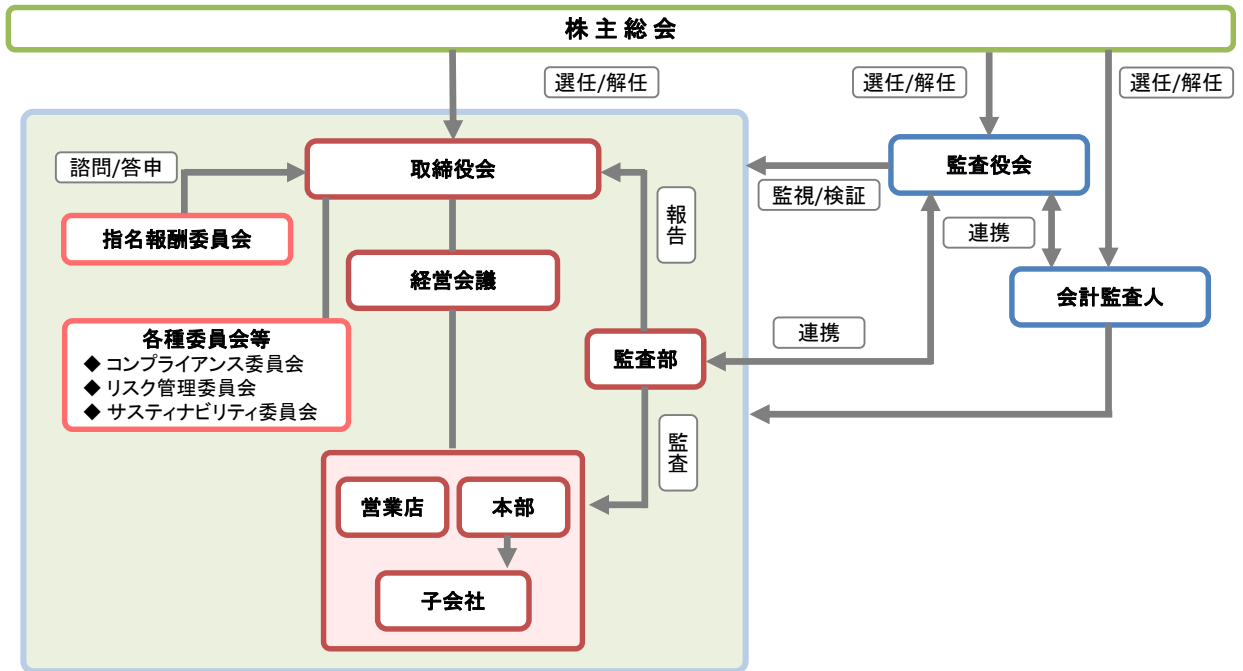 株主総会
選任/解任
選任/解任
選任/解任
諮問/答申
取締役会
監査役会
監視/検証
報告
連携
指名報酬委員会
経営会議
会計監査人
各種委員会等
◆ コンプライアンス委員会
◆ リスク管理委員会
◆ サスティナビリティ委員会
監査部
連携
監査
営業店
本部
子会社